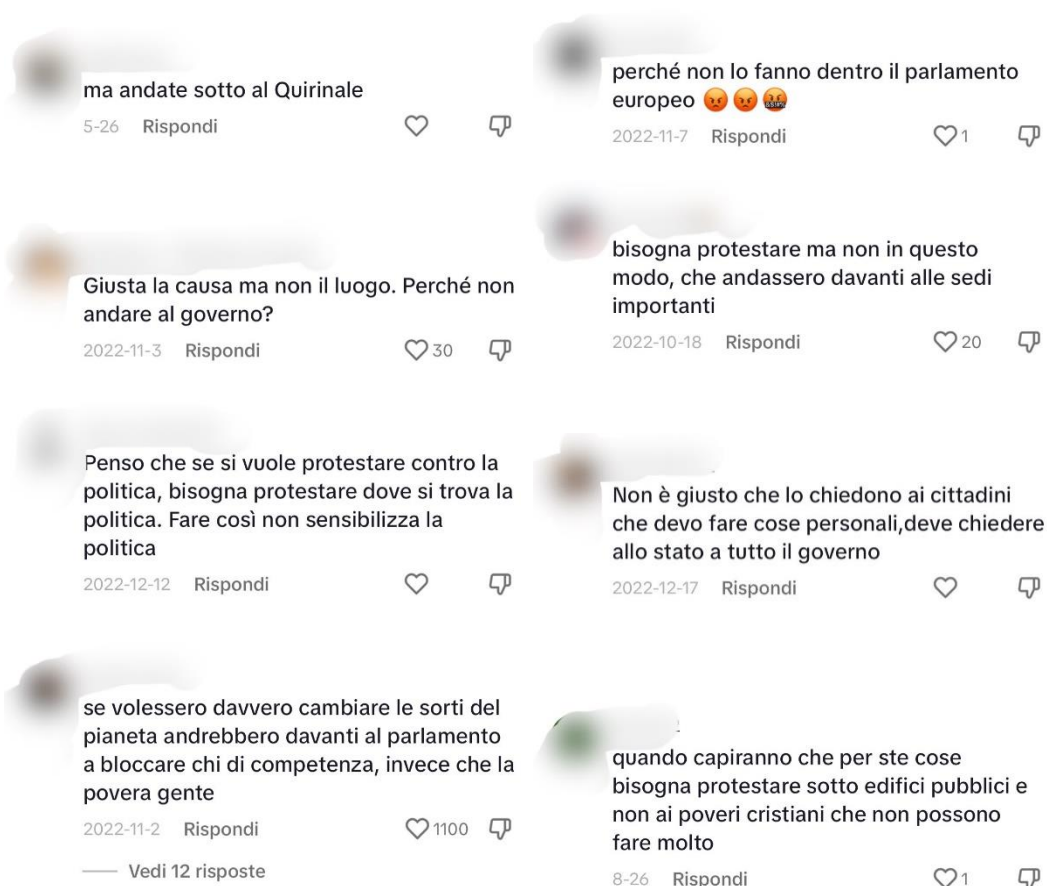 ma andate sotto al Quirinale
5-26 Rispondi
Giusta la causa ma non il luogo. Perché non
andare al governo?
2022-11-3 Rispondi 30
Penso che se si vuole protestare contro la
politica, bisogna protestare dove si trova la
politica. Fare così non sensibilizza la
politica
2022-12-12 Rispondi
se volessero davvero cambiare le sorti del
pianeta andrebbero davanti al parlamento
a bloccare chi di competenza, invece che la
povera gente
2022-11-2 Rispondi 1100
Vedi 12 risposte
perché non lo fanno dentro il parlamento
europeo 😡😡🤬
2022-11-7 Rispondi 1
bisogna protestare ma non in questo
modo, che andassero davanti alle sedi
importanti
2022-10-18 Rispondi 20
Non è giusto che lo chiedono ai cittadini
che devo fare cose personali,deve chiedere
allo stato a tutto il governo
2022-12-17 Rispondi
quando capiranno che per ste cose
bisogna protestare sotto edifici pubblici e
non ai poveri cristiani che non possono
fare molto
8-26 Rispondi 1